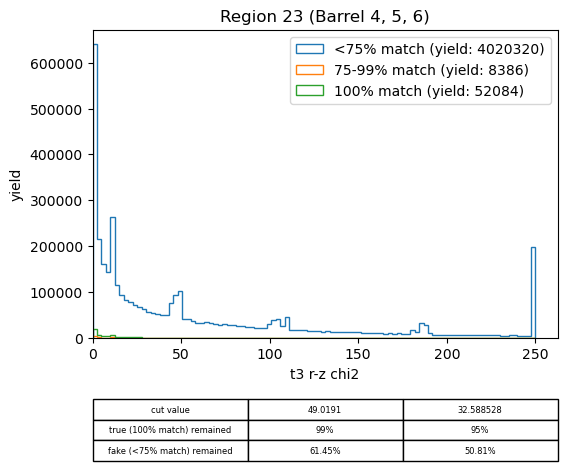 Region 23 (Barrel 4, 5, 6)
<75% match (yield: 4020320)
75-99% match (yield: 8386)
100% match (yield: 52084)
600000
500000
400000
300000
200000
100000
0
yield
0 50 100 150 200 250
t3 r-z chi2
cut value 49.0191 32.588528
true (100% match) remained 99% 95%
fake (<75% match) remained 61.45% 50.81%